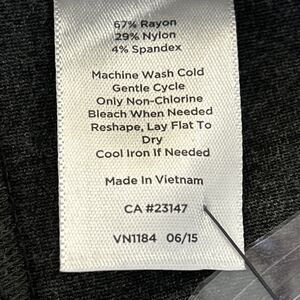 67% Rayon
29% Nylon
4% Spandex
Machine Wash Cold
Gentle Cycle
Only Non-Chlorine
Bleach When Needed
Reshape, Lay Flat To
Dry
Cool Iron If Needed
Made In Vietnam
CA #23147
VN1184 06/15